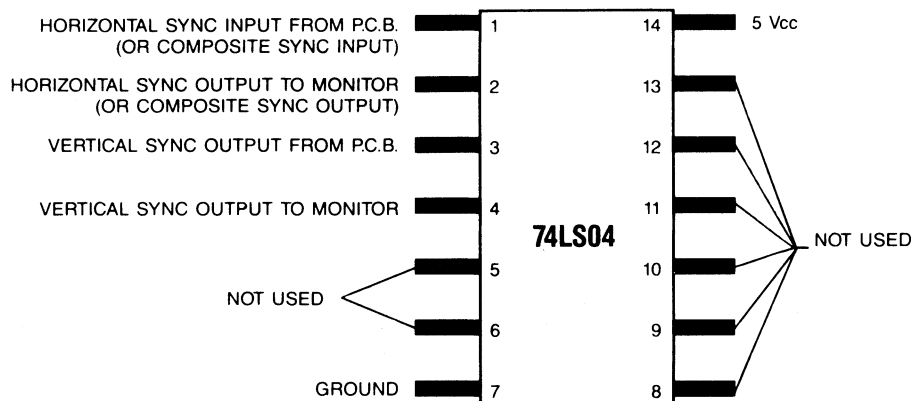 HORIZONTAL SYNC INPUT FROM P.C.B.
(OR COMPOSITE SYNC INPUT)
1
14
5 Vcc
HORIZONTAL SYNC OUTPUT TO MONITOR
(OR COMPOSITE SYNC OUTPUT)
2
13
VERTICAL SYNC OUTPUT FROM P.C.B.
3
12
VERTICAL SYNC OUTPUT TO MONITOR
4
11
74LS04
NOT USED
5
10
NOT USED
6
9
GROUND
7
8